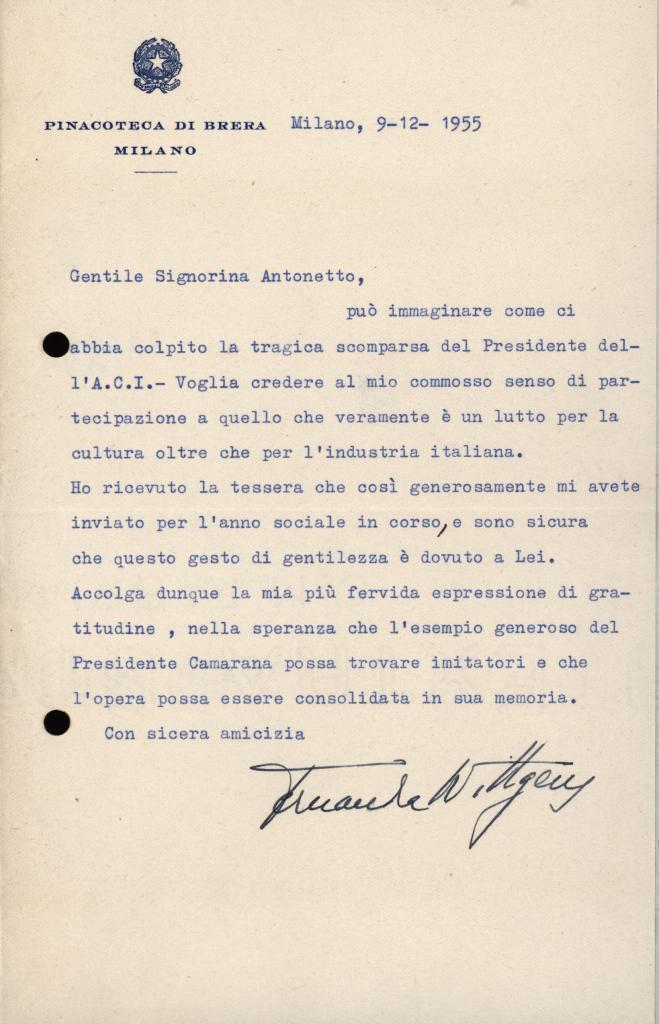 PINACOTECA DI BRERA
MILANO
Milano, 9-12- 1955
Gentile Signorina Antonetto,
può immaginare come ci
abbia colpito la tragica scomparsa del Presidente del-
l'A.C.I.- Voglia credere al mio commosso senso di par-
tecipazione a quello che veramente è un lutto per la
cultura oltre che per l'industria italiana.
Ho ricevuto la tessera che così generosamente mi avete
inviato per l'anno sociale in corso, e sono sicura
che questo gesto di gentilezza è dovuto a Lei.
Accolga dunque la mia più fervida espressione di gra-
titudine , nella speranza che l'esempio generoso del
Presidente Camarana possa trovare imitatori e che
l'opera possa essere consolidata in sua memoria.
Con sicera amicizia
Fernanda Wittgens